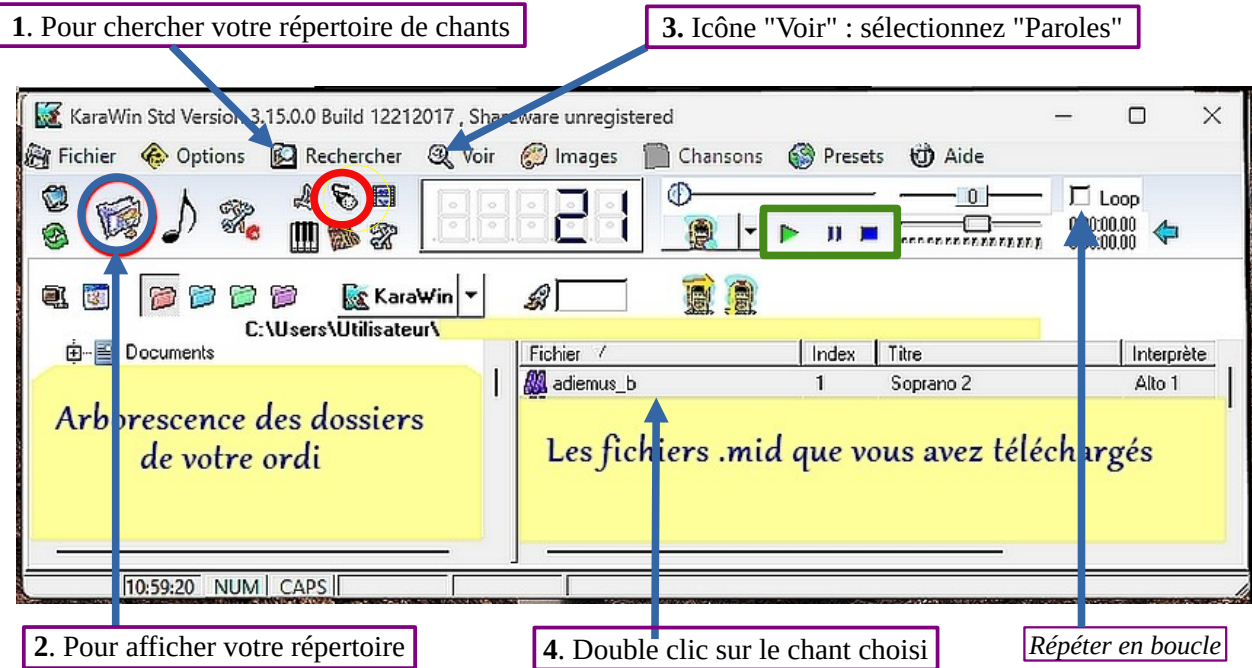 1. Pour chercher votre répertoire de chants
3. Icône "Voir" : sélectionnez "Paroles"
KaraWin Std Version 3.15.0.0 Build 12212017 , Shareware unregistered
Fichier Options Rechercher Voir Images Chansons Presets Aide
21
0
Loop
0:00:00.00
0:00:00.00
KaraWin
C:\Users\Utilisateur\
Documents
Fichier / Index Titre Interprète
adiemus_b 1 Soprano 2 Alto 1
Arborescence des dossiers
de votre ordi
Les fichiers .mid que vous avez téléchargés
10:59:20 NUM CAPS
2. Pour afficher votre répertoire
4. Double clic sur le chant choisi
Répéter en boucle